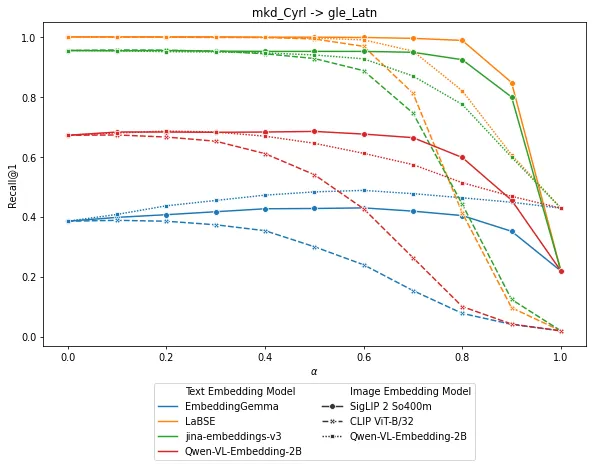 mkd_Cyrl -> gle_Latn
Recall@1
1.0
0.8
0.6
0.4
0.2
0.0
0.0 0.2 0.4 0.6 0.8 1.0
α
Text Embedding Model
EmbeddingGemma
LaBSE
jina-embeddings-v3
Qwen-VL-Embedding-2B
Image Embedding Model
SigLIP 2 So400m
CLIP ViT-B/32
Qwen-VL-Embedding-2B